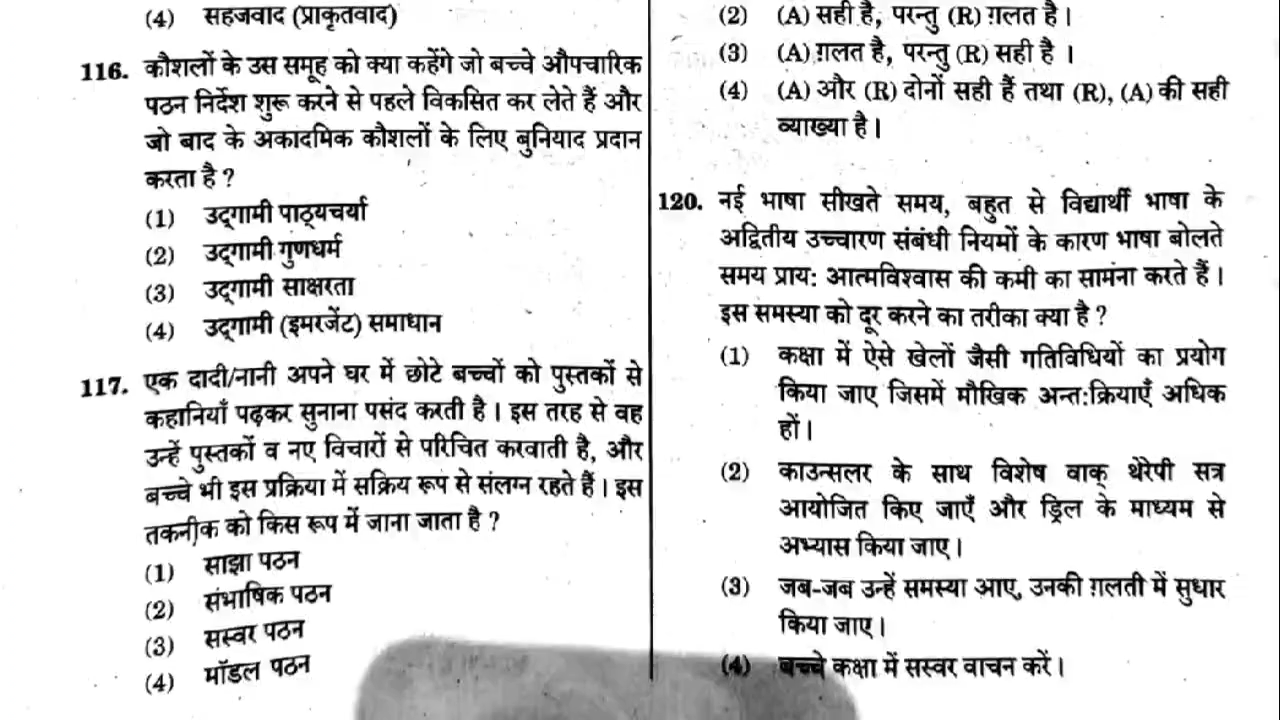 (4) सहजवाद (प्राकृतवाद)
116. कौशलों के उस समूह को क्या कहेंगे जो बच्चे औपचारिक
पठन निर्देश शुरू करने से पहले विकसित कर लेते हैं और
जो बाद के अकादमिक कौशलों के लिए बुनियाद प्रदान
करता है ?
(1) उद्गामी पाठ्यचर्या
(2) उद्गामी गुणधर्म
(3) उद्गामी साक्षरता
(4) उद्गामी (इमरजेंट) समाधान
117. एक दादी/नानी अपने घर में छोटे बच्चों को पुस्तकों से
कहानियाँ पढ़कर सुनाना पसंद करती है । इस तरह से वह
उन्हें पुस्तकों व नए विचारों से परिचित करवाती है, और
बच्चे भी इस प्रक्रिया में सक्रिय रूप से संलग्न रहते हैं । इस
तकनीक को किस रूप में जाना जाता है ?
(1) साझा पठन
(2) संभाषिक पठन
(3) सस्वर पठन
(4) मॉडल पठन
(2) (A) सही है, परन्तु (R) ग़लत है ।
(3) (A) ग़लत है, परन्तु (R) सही है ।
(4) (A) और (R) दोनों सही हैं तथा (R), (A) की सही
व्याख्या है ।
120. नई भाषा सीखते समय, बहुत से विद्यार्थी भाषा के
अद्वितीय उच्चारण संबंधी नियमों के कारण भाषा बोलते
समय प्राय: आत्मविश्वास की कमी का सामना करते हैं ।
इस समस्या को दूर करने का तरीका क्या है ?
(1) कक्षा में ऐसे खेलों जैसी गतिविधियों का प्रयोग
किया जाए जिसमें मौखिक अन्त:क्रियाएँ अधिक
हों ।
(2) काउन्सलर के साथ विशेष वाक् थेरेपी सत्र
आयोजित किए जाएँ और ड्रिल के माध्यम से
अभ्यास किया जाए ।
(3) जब-जब उन्हें समस्या आए, उनकी ग़लती में सुधार
किया जाए ।
(4) बच्चे कक्षा में सस्वर वाचन करें ।